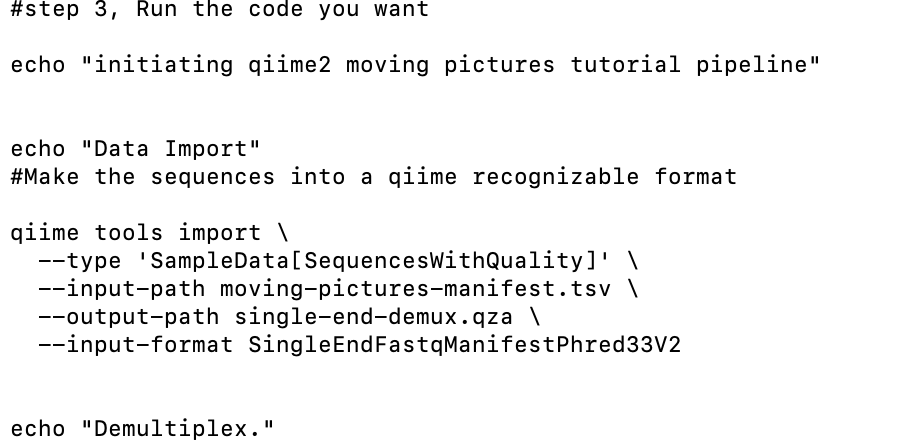 #step 3, Run the code you want
echo "initiating qiime2 moving pictures tutorial pipeline"
echo "Data Import"
#Make the sequences into a qiime recognizable format
qiime tools import \
--type 'SampleData[SequencesWithQuality]' \
--input-path moving-pictures-manifest.tsv \
--output-path single-end-demux.qza \
--input-format SingleEndFastqManifestPhred33V2
echo "Demultiplex."